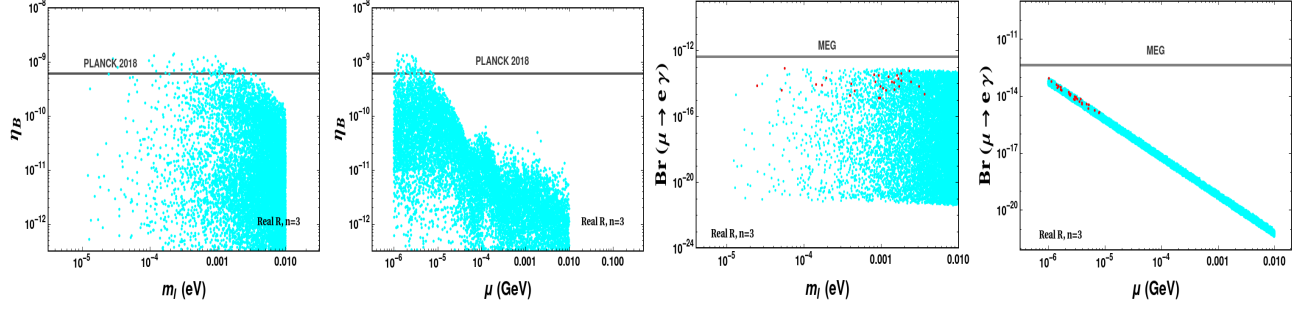 10⁻⁸
10⁻⁹
10⁻¹⁰
10⁻¹¹
10⁻¹²
η_B
PLANCK 2018
Real R, n=3
10⁻⁵
10⁻⁴
0.001
0.010
m_l (eV)
10⁻⁸
10⁻⁹
10⁻¹⁰
10⁻¹¹
10⁻¹²
η_B
PLANCK 2018
Real R, n=3
10⁻⁶
10⁻⁵
10⁻⁴
0.001
0.010
0.100
μ (GeV)
10⁻¹²
10⁻¹⁶
10⁻²⁰
10⁻²⁴
Br (μ → e γ)
MEG
Real R, n=3
10⁻⁵
10⁻⁴
0.001
0.010
m_l (eV)
10⁻¹¹
10⁻¹⁴
10⁻¹⁷
10⁻²⁰
Br (μ → e γ)
MEG
Real R, n=3
10⁻⁶
10⁻⁵
10⁻⁴
0.001
0.010
μ (GeV)